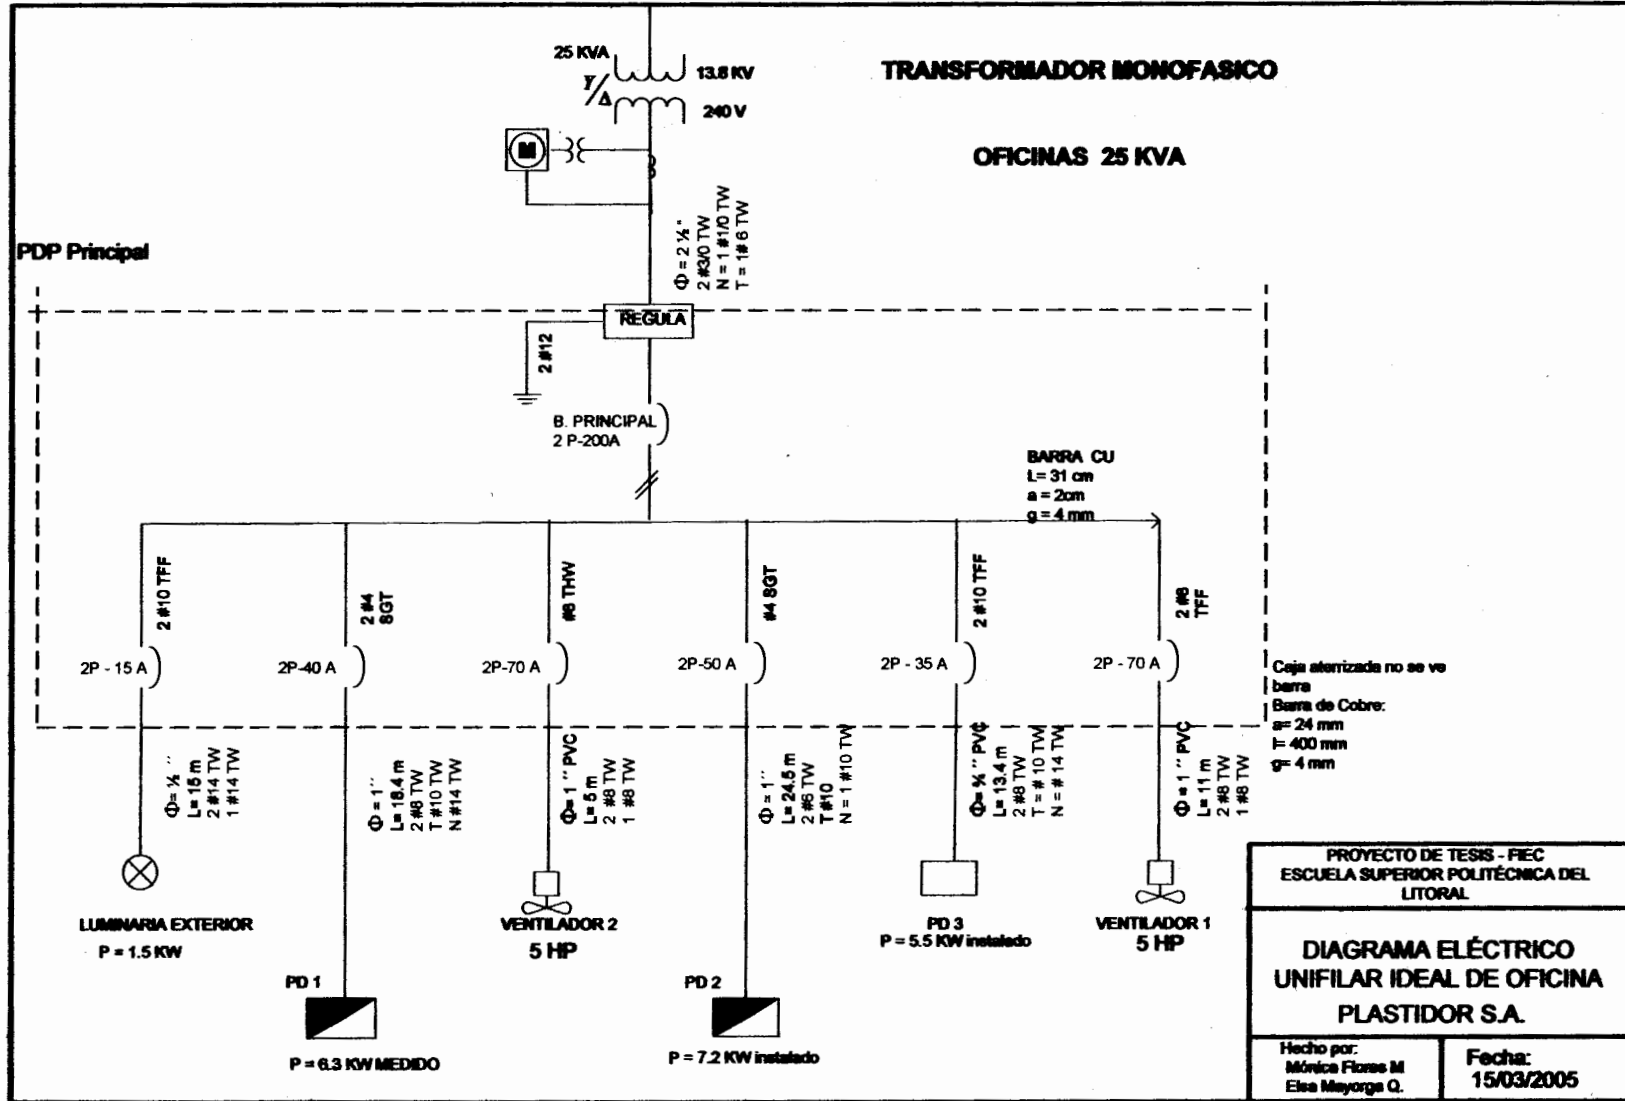 25 KVA
Y/Δ
13.8 KV
240 V
TRANSFORMADOR MONOFASICO
OFICINAS 25 KVA
M
PDP Principal
Φ = 2 ½ "
2 #3/0 TW
N = 1 #1/0 TW
T = 1# 6 TW
REGULA
2 #12
B. PRINCIPAL
2 P-200A
BARRA CU
L= 31 cm
a = 2cm
g = 4 mm
2 #10 TFF
2 #4
SGT
#8 THW
#4 SGT
2 #10 TFF
2 #8
TFF
2P - 15 A
2P-40 A
2P-70 A
2P-50 A
2P - 35 A
2P - 70 A
Caja aterrizada no se ve
barra
Barra de Cobre:
a= 24 mm
l= 400 mm
g= 4 mm
Φ= ½ ´´
L= 15 m
2 #14 TW
1 #14 TW
Φ = 1´´
L= 18.4 m
2 #8 TW
T #10 TW
N #14 TW
Φ= 1 ´´ PVC
L= 5 m
2 #8 TW
1 #8 TW
Φ = 1´´
L= 24.5 m
2 #6 TW
T #10
N = 1 #10 TW
Φ= ¾ ´´ PVC
L= 13.4 m
2 #8 TW
T = # 10 TW
N = # 14 TW
Φ = 1 ´´ PVC
L= 11 m
2 #8 TW
1 #8 TW
LUMINARIA EXTERIOR
P = 1.5 KW
PD 1
P = 6.3 KW MEDIDO
VENTILADOR 2
5 HP
PD 2
P = 7.2 KW instalado
PD 3
P = 5.5 KW instalado
VENTILADOR 1
5 HP
PROYECTO DE TESIS - FIEC
ESCUELA SUPERIOR POLITÉCNICA DEL
LITORAL
DIAGRAMA ELÉCTRICO
UNIFILAR IDEAL DE OFICINA
PLASTIDOR S.A.
Hecho por:
Mónica Flores M
Elsa Mayorga Q.
Fecha:
15/03/2005